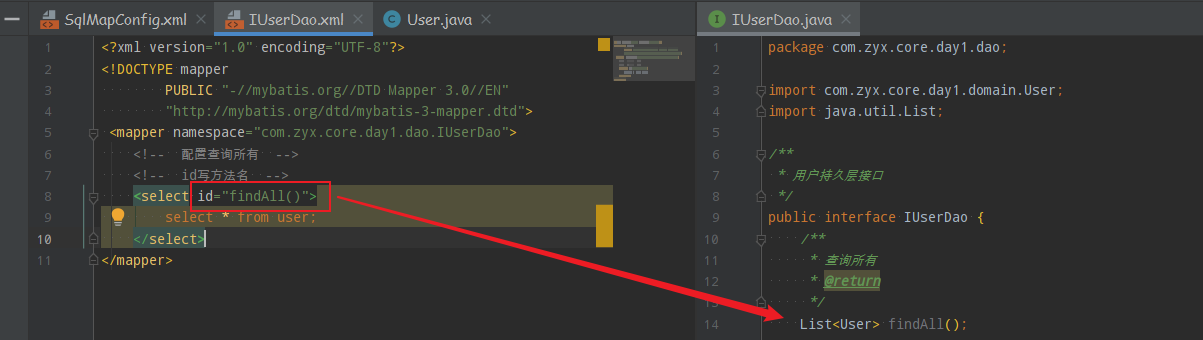 SqlMapConfig.xml IUserDao.xml User.java
1 <?xml version="1.0" encoding="UTF-8"?>
2 <!DOCTYPE mapper
3 PUBLIC "-//mybatis.org//DTD Mapper 3.0//EN"
4 "http://mybatis.org/dtd/mybatis-3-mapper.dtd">
5 <mapper namespace="com.zyx.core.day1.dao.IUserDao">
6 <!-- 配置查询所有 -->
7 <!-- id写方法名 -->
8 <select id="findAll()">
9 select * from user;
10 </select>
11 </mapper>
IUserDao.java
1 package com.zyx.core.day1.dao;
2
3 import com.zyx.core.day1.domain.User;
4 import java.util.List;
5
6 /**
7 * 用户持久层接口
8 */
9 public interface IUserDao {
10 /**
11 * 查询所有
12 * @return
13 */
14 List<User> findAll();